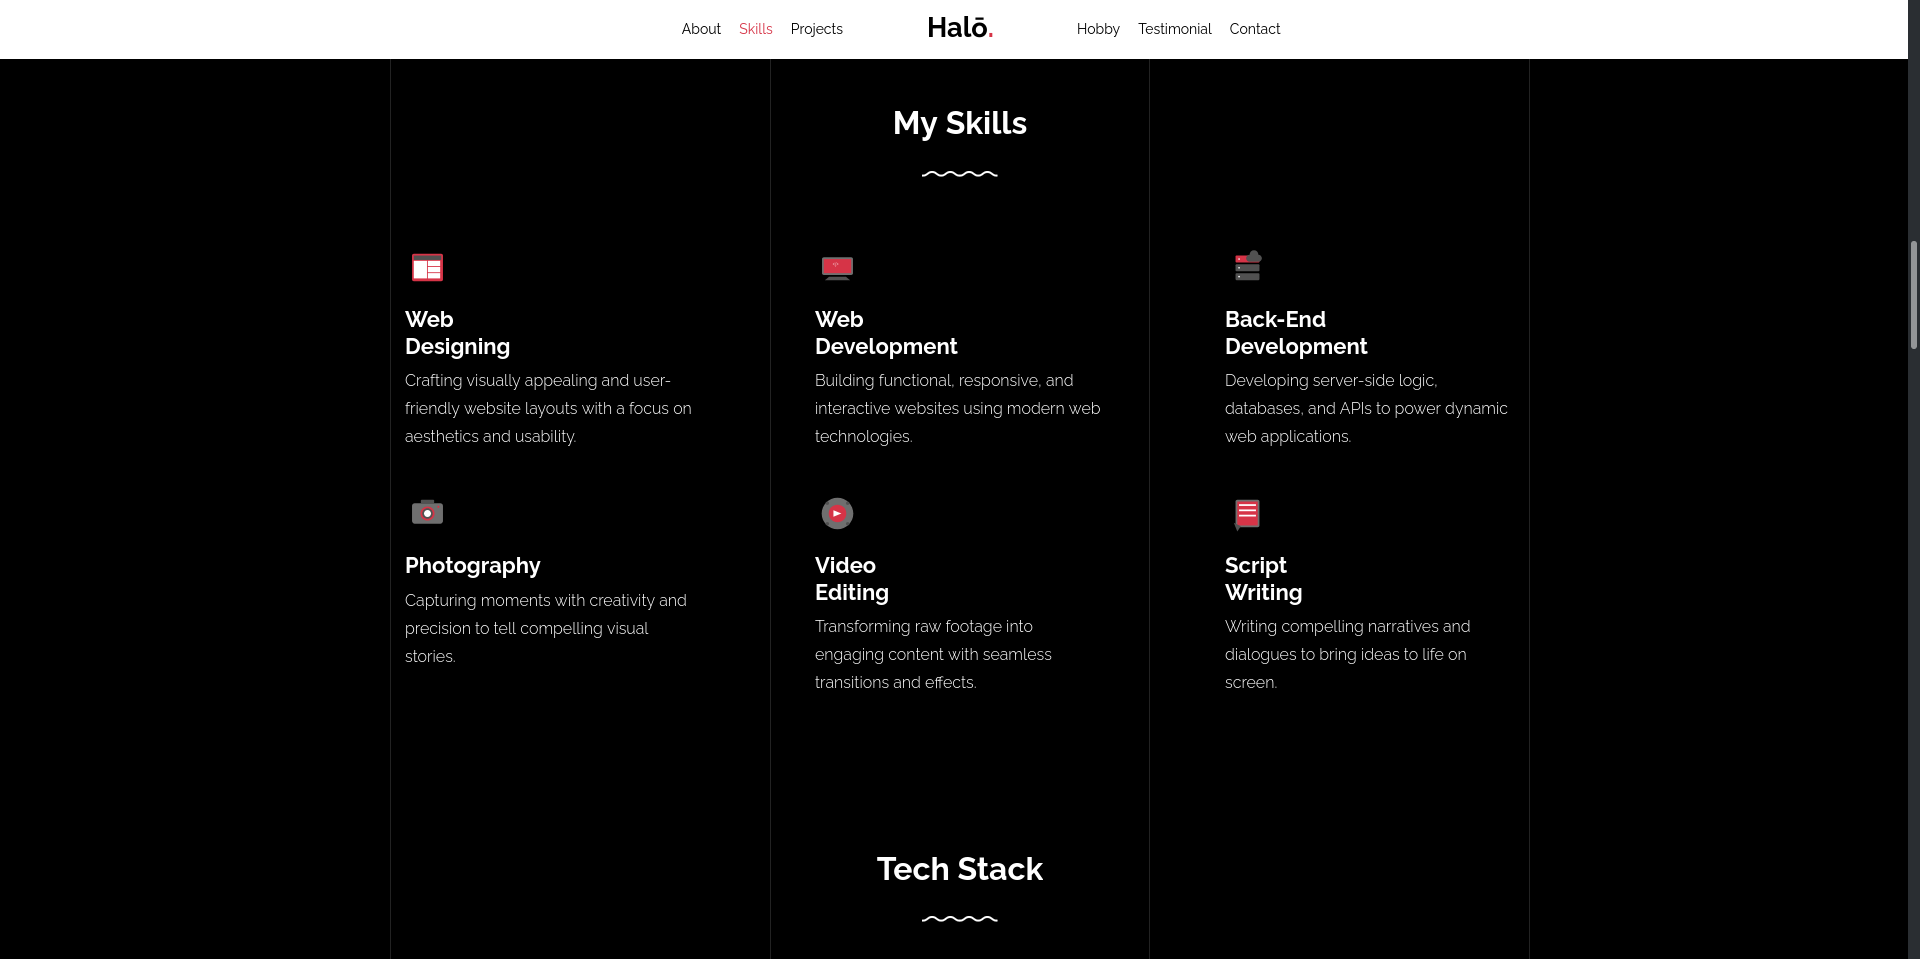 About Skills Projects Halō. Hobby Testimonial Contact
My Skills
Web
Designing
Crafting visually appealing and user-
friendly website layouts with a focus on
aesthetics and usability.
Web
Development
Building functional, responsive, and
interactive websites using modern web
technologies.
Back-End
Development
Developing server-side logic,
databases, and APIs to power dynamic
web applications.
Photography
Capturing moments with creativity and
precision to tell compelling visual
stories.
Video
Editing
Transforming raw footage into
engaging content with seamless
transitions and effects.
Script
Writing
Writing compelling narratives and
dialogues to bring ideas to life on
screen.
Tech Stack